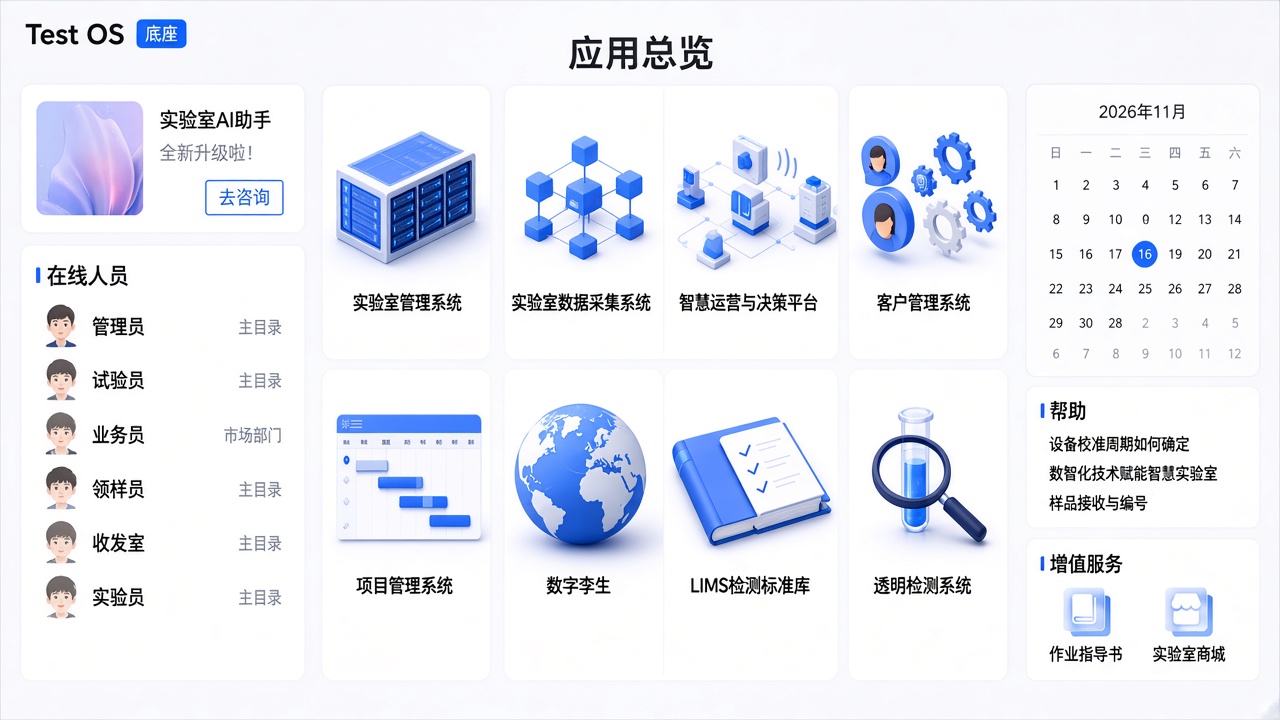 Test OS 底座
应用总览
实验室AI助手
全新升级啦！
去咨询
在线人员
管理员 主目录
试验员 主目录
业务员 市场部门
领样员 主目录
收发室 主目录
实验员 主目录
实验室管理系统
实验室数据采集系统
智慧运营与决策平台
客户管理系统
项目管理系统
数字李生
LIMS检测标准库
透明检测系统
2026年11月
日 一 二 三 四 五 六
1 2 3 4 5 6 7
8 9 10 0 12 13 14
15 16 17 16 19 20 21
22 23 24 25 26 27 28
29 30 28 2 3 4 5
6 7 8 9 10 11 12
帮助
设备校准周期如何确定
数智化技术赋能智慧实验室
样品接收与编号
增值服务
作业指导书
实验室商城